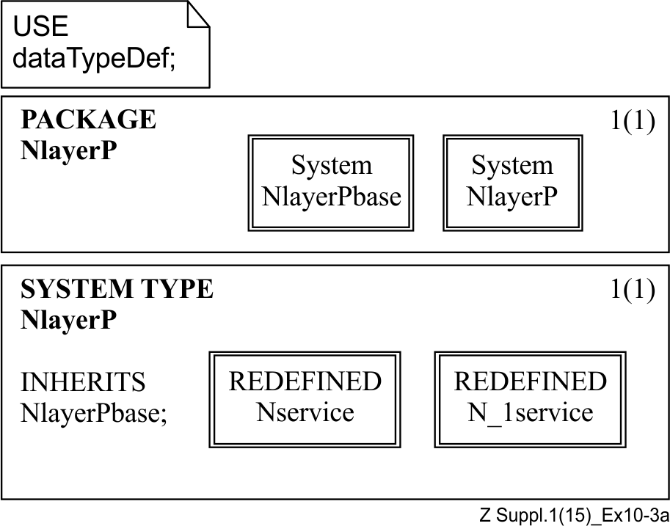 USE
dataTypeDef;
PACKAGE
NlayerP
1(1)
System
NlayerPbase
System
NlayerP
SYSTEM TYPE
NlayerP
1(1)
INHERITS
NlayerPbase;
REDEFINED
Nservice
REDEFINED
N_1service
Z Suppl.1(15)_Ex10-3a